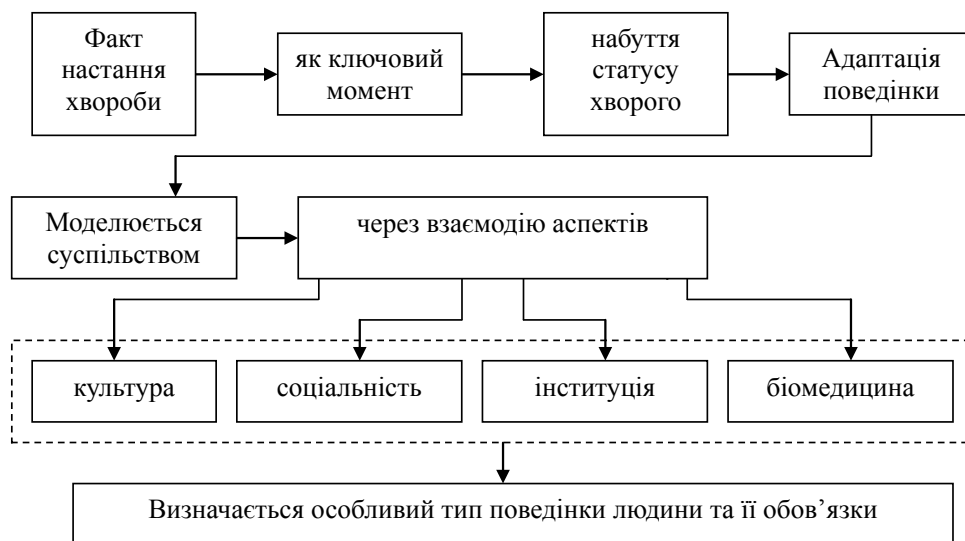 Факт
настання
хвороби
як ключовий
момент
набуття
статусу
хворого
Адаптація
поведінки
Моделюється
суспільством
через взаємодію аспектів
культура
соціальність
інституція
біомедицина
Визначається особливий тип поведінки людини та її обов’язки